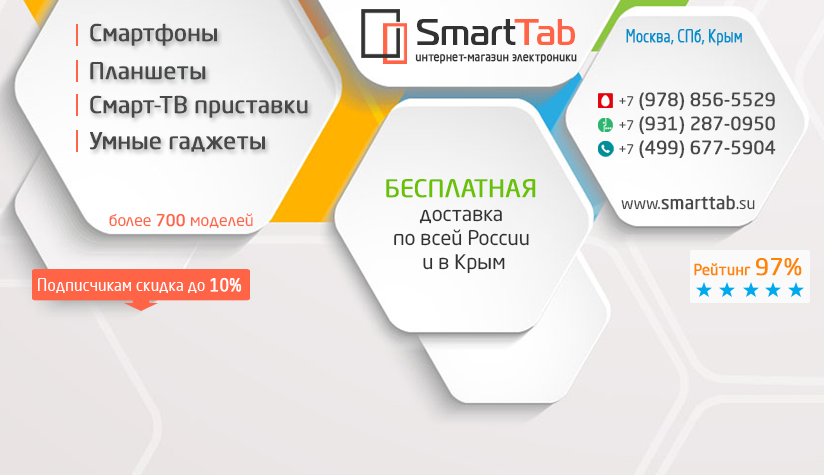 Смартфоны
Планшеты
Смарт-ТВ приставки
Умные гаджеты
более 700 моделей
Подписчикам скидка до 10%
SmartTab
интернет-магазин электроники
БЕСПЛАТНАЯ
доставка
по всей России
и в Крым
Москва, СПб, Крым
+7 (978) 856-5529
+7 (931) 287-0950
+7 (499) 677-5904
www.smarttab.su
Рейтинг 97%